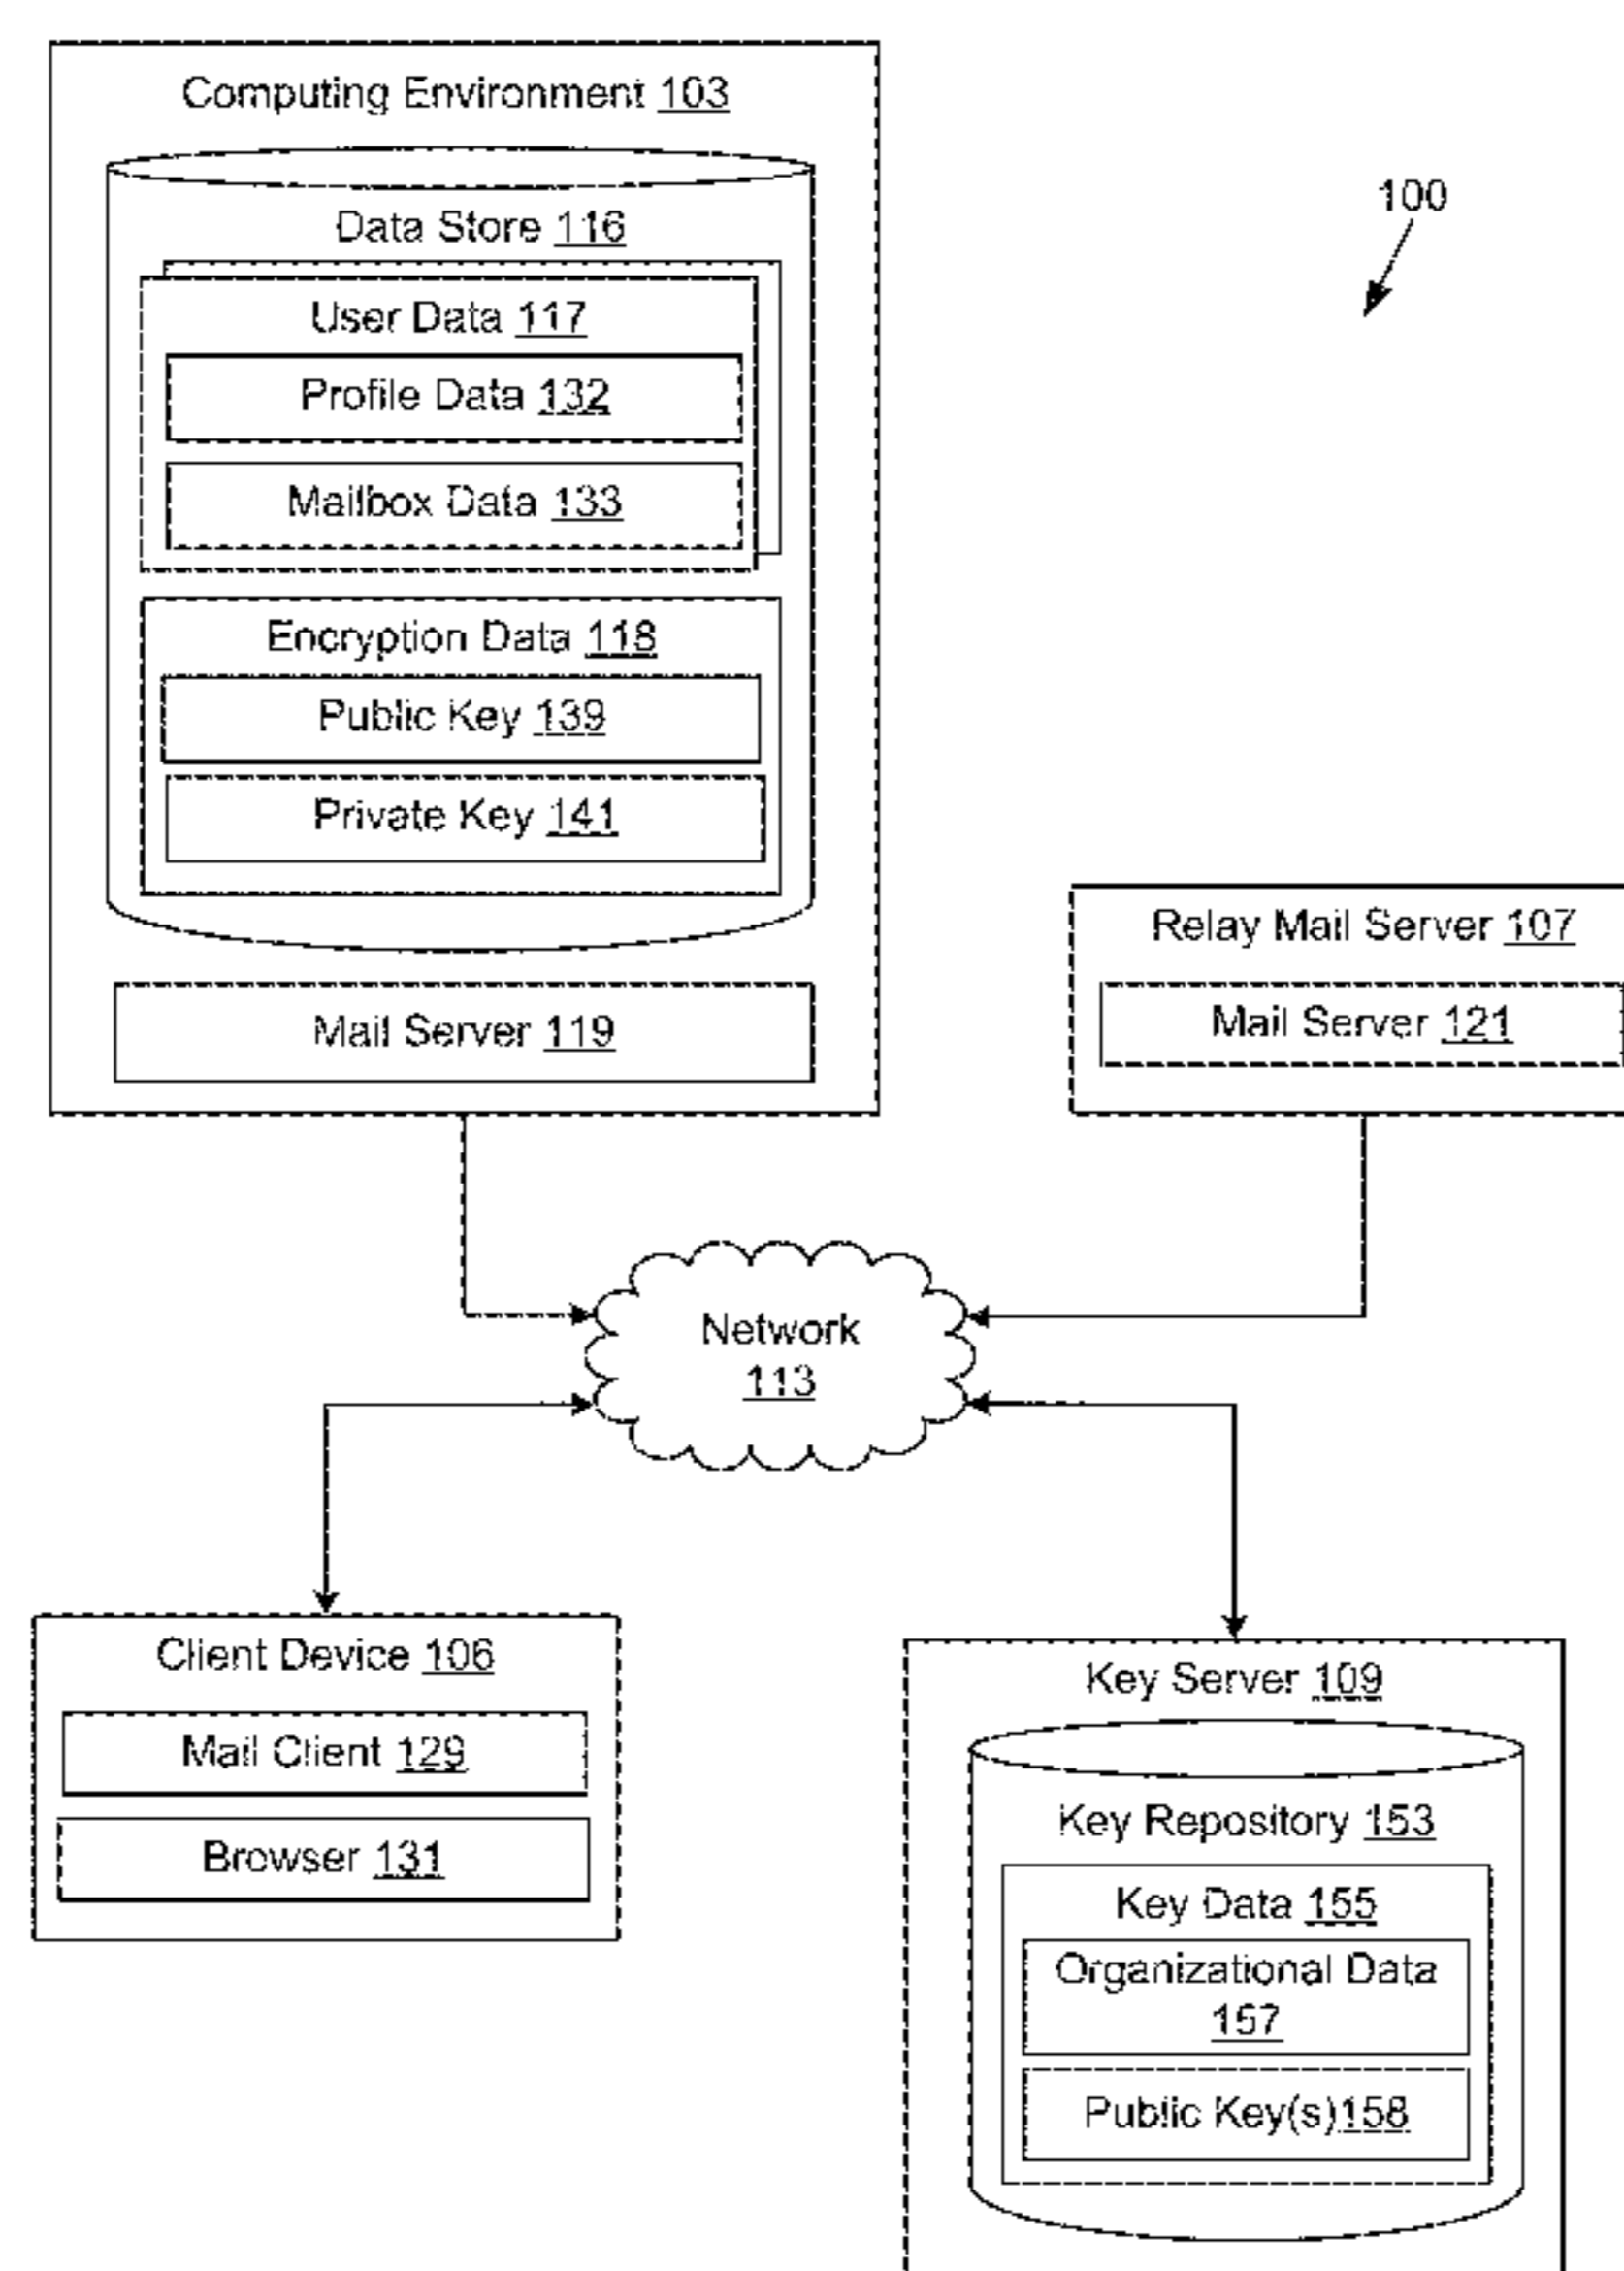 Computing Environment 103
Data Store 116
User Data 117
Profile Data 132
Mailbox Data 133
Encryption Data 118
Public Key 139
Private Key 141
Mail Server 119
100
Relay Mail Server 107
Mail Server 121
Network
113
Client Device 106
Mail Client 129
Browser 131
Key Server 109
Key Repository 153
Key Data 155
Organizational Data
157
Public Key(s)158